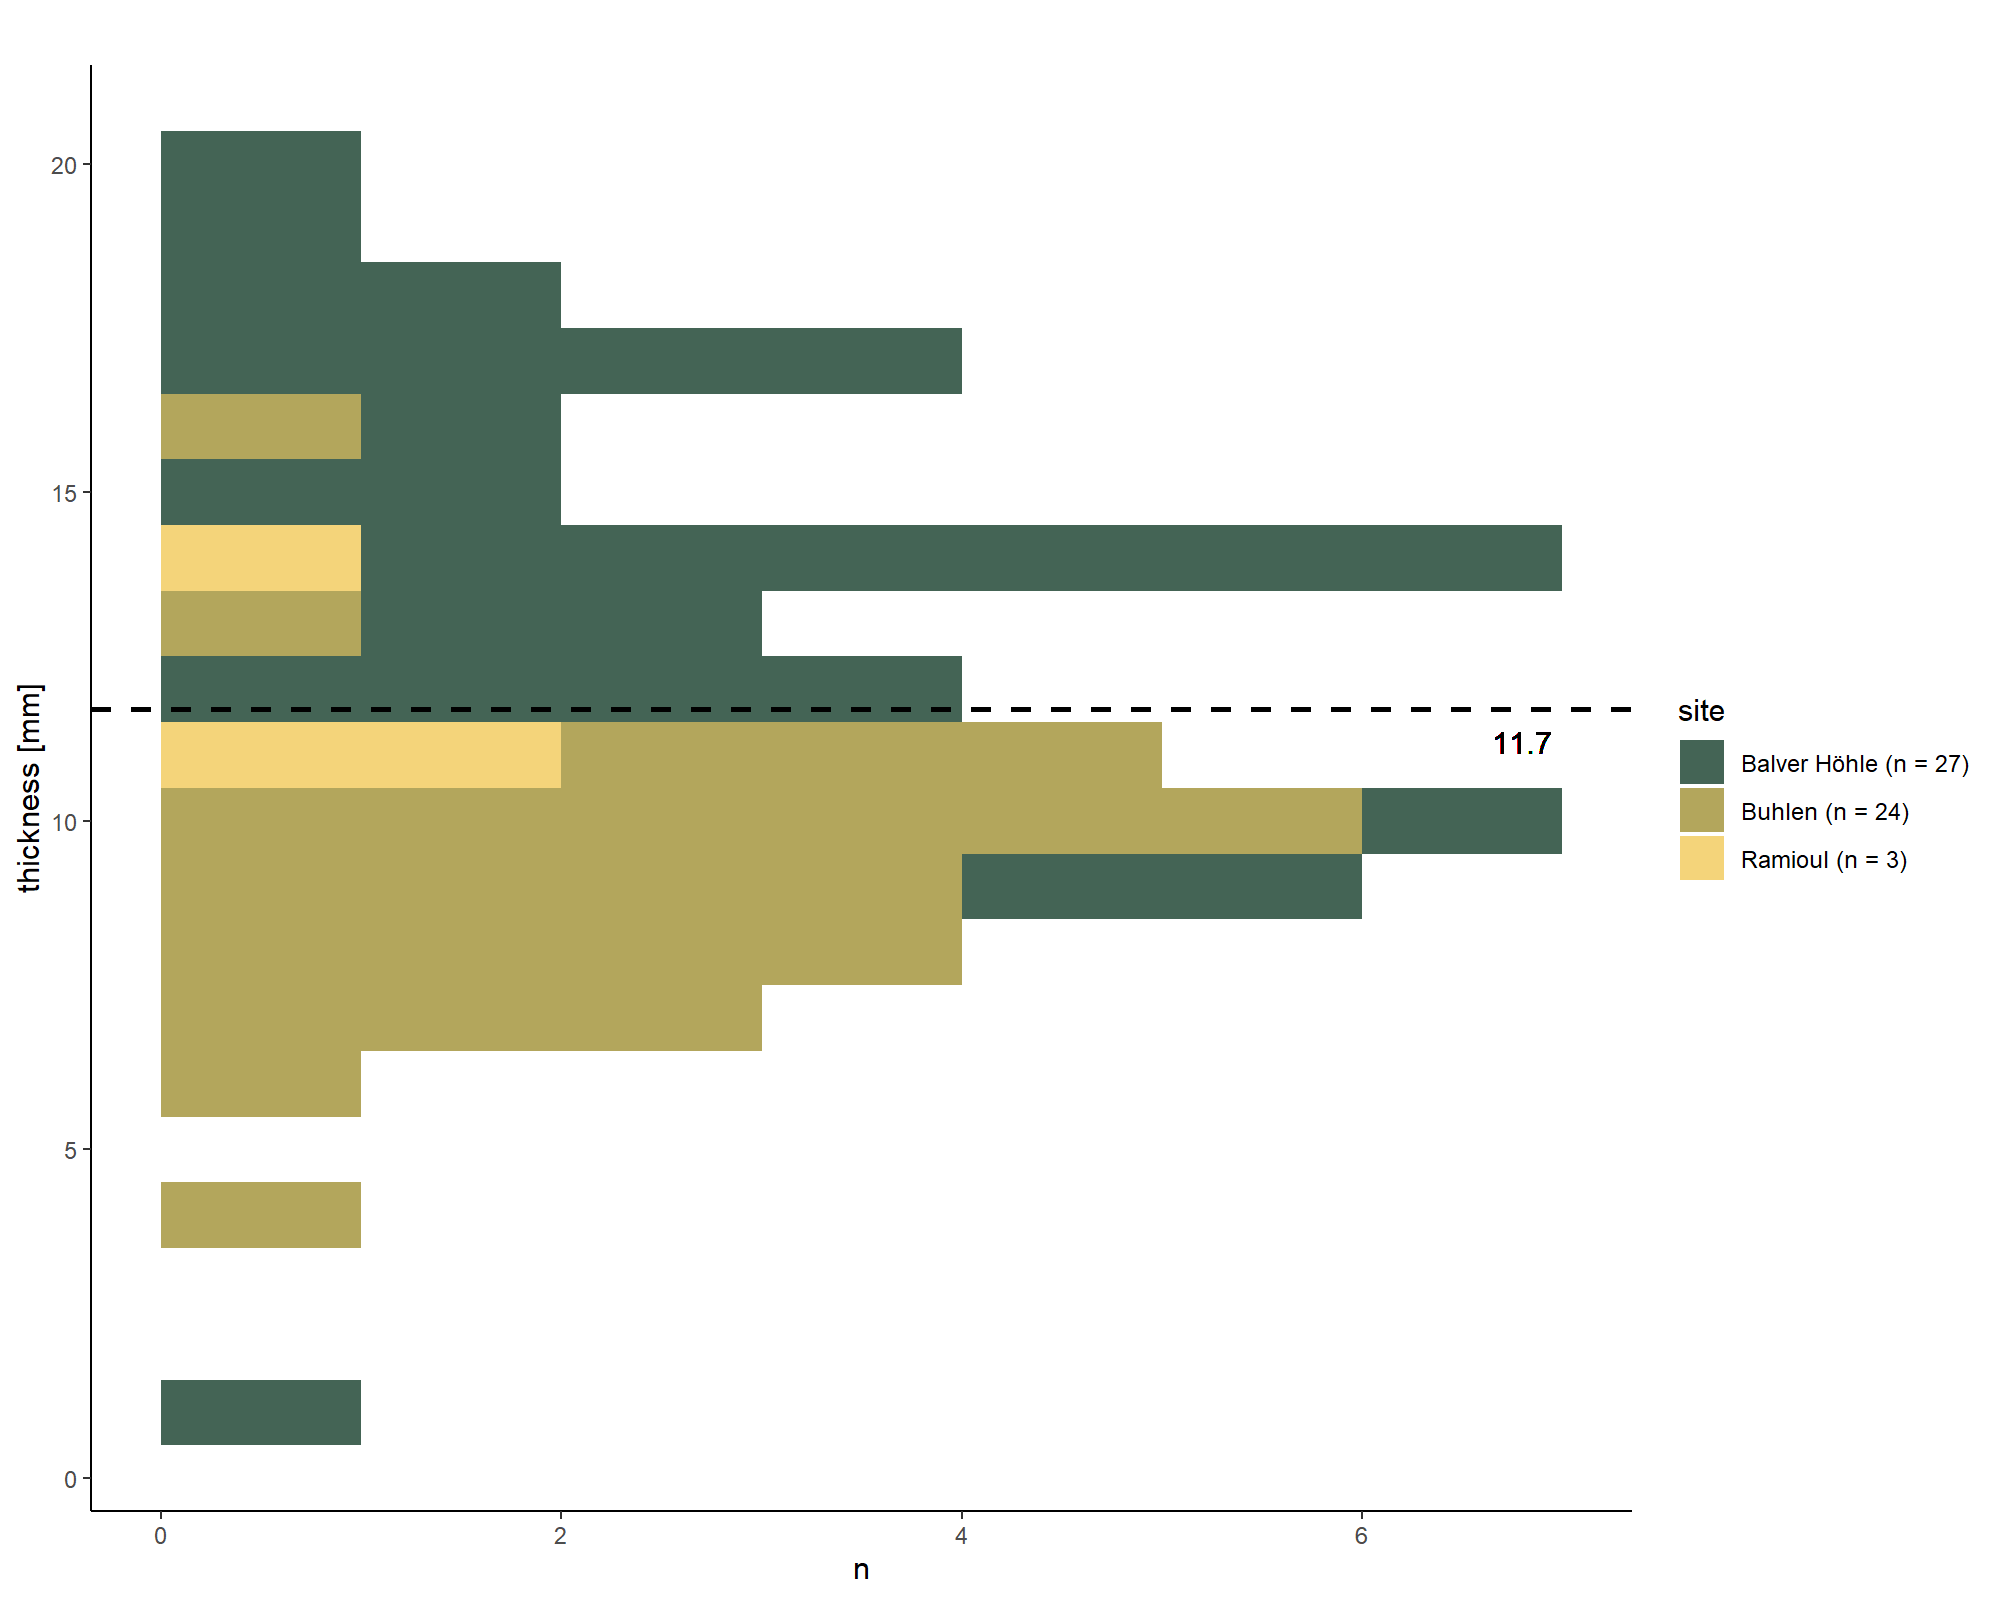 20
15
10
5
0
thickness [mm]
11.7
0 2 4 6
n
site
Balver Höhle (n = 27)
Buhlen (n = 24)
Ramioul (n = 3)